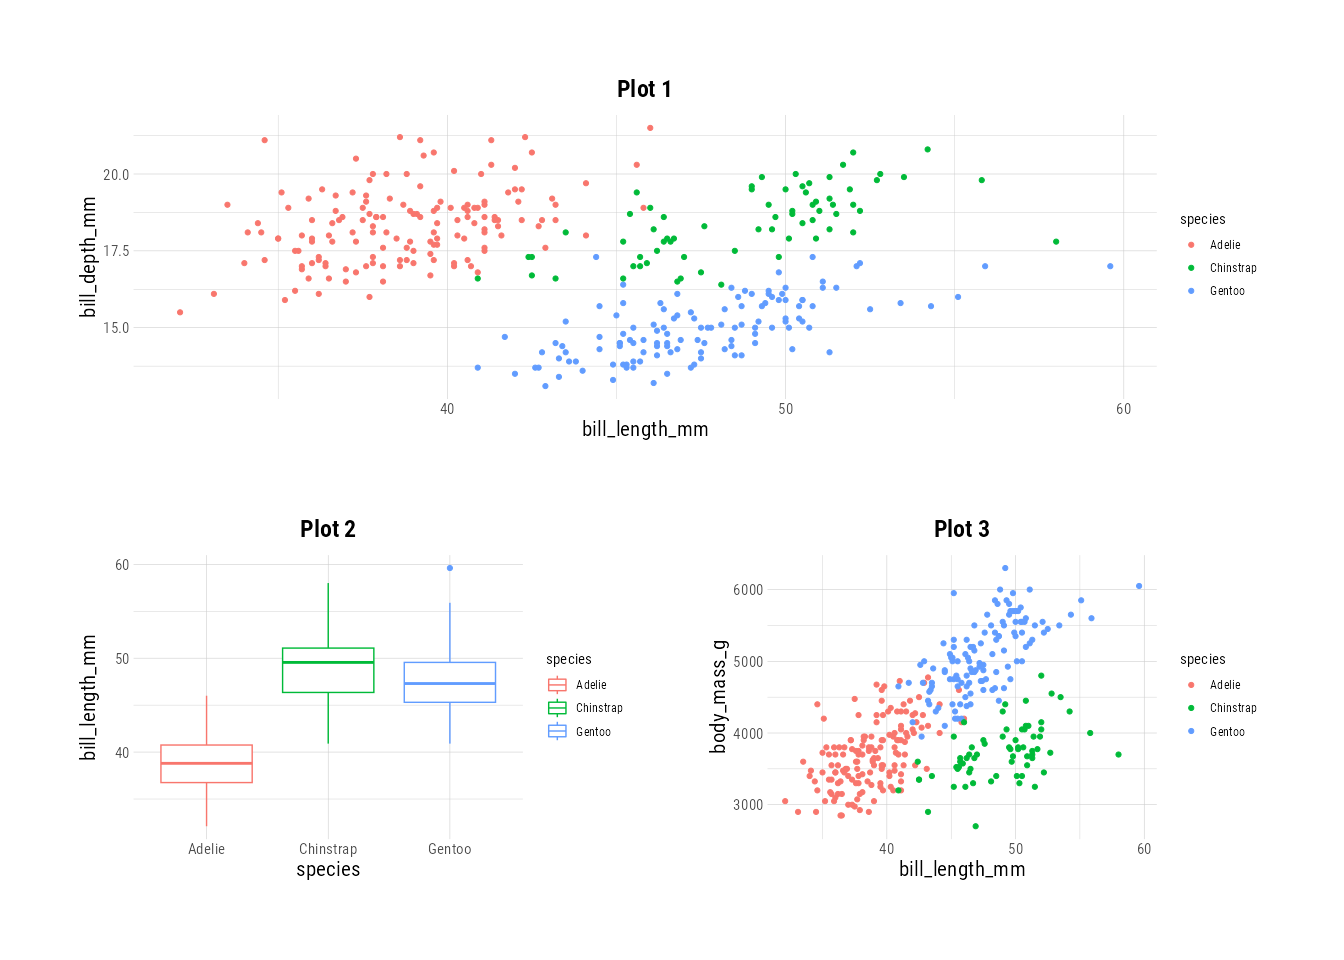 Plot 1
bill_depth_mm
20.0
17.5
15.0
40 50 60
bill_length_mm
species
Adelie
Chinstrap
Gentoo
Plot 2
bill_length_mm
60
50
40
Adelie Chinstrap Gentoo
species
species
Adelie
Chinstrap
Gentoo
Plot 3
body_mass_g
6000
5000
4000
3000
40 50 60
bill_length_mm
species
Adelie
Chinstrap
Gentoo